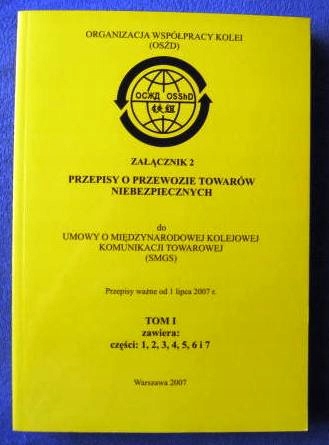 ORGANIZACJA WSPÓŁPRACY KOLEI
(OSŻD)
ОСЖД OSShD
铁组
ZAŁĄCZNIK 2
PRZEPISY O PRZEWOZIE TOWARÓW
NIEBEZPIECZNYCH
do
UMOWY O MIĘDZYNARODOWEJ KOLEJOWEJ
KOMUNIKACJI TOWAROWEJ
(SMGS)
Przepisy ważne od 1 lipca 2007 r.
TOM I
zawiera:
części: 1, 2, 3, 4, 5, 6 i 7
Warszawa 2007